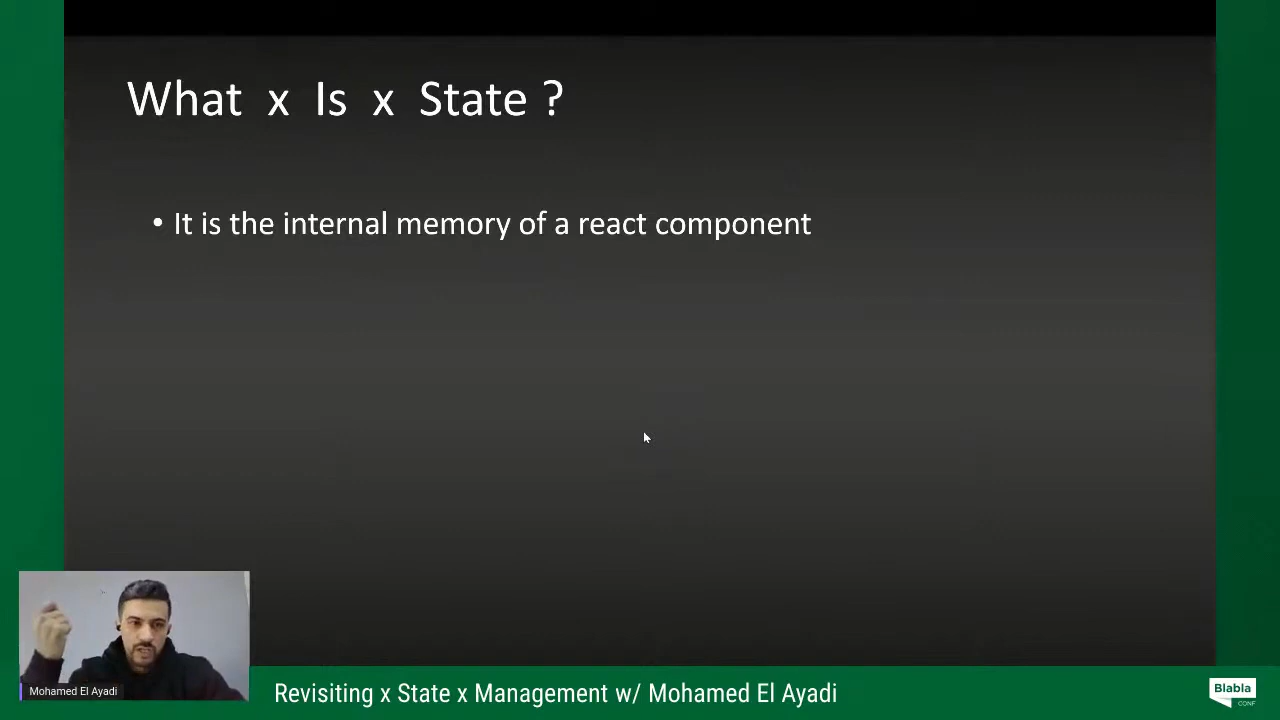 What x Is x State ?
• It is the internal memory of a react component
Mohamed El Ayadi
Revisiting x State x Management w/ Mohamed El Ayadi
Blabla
CONF